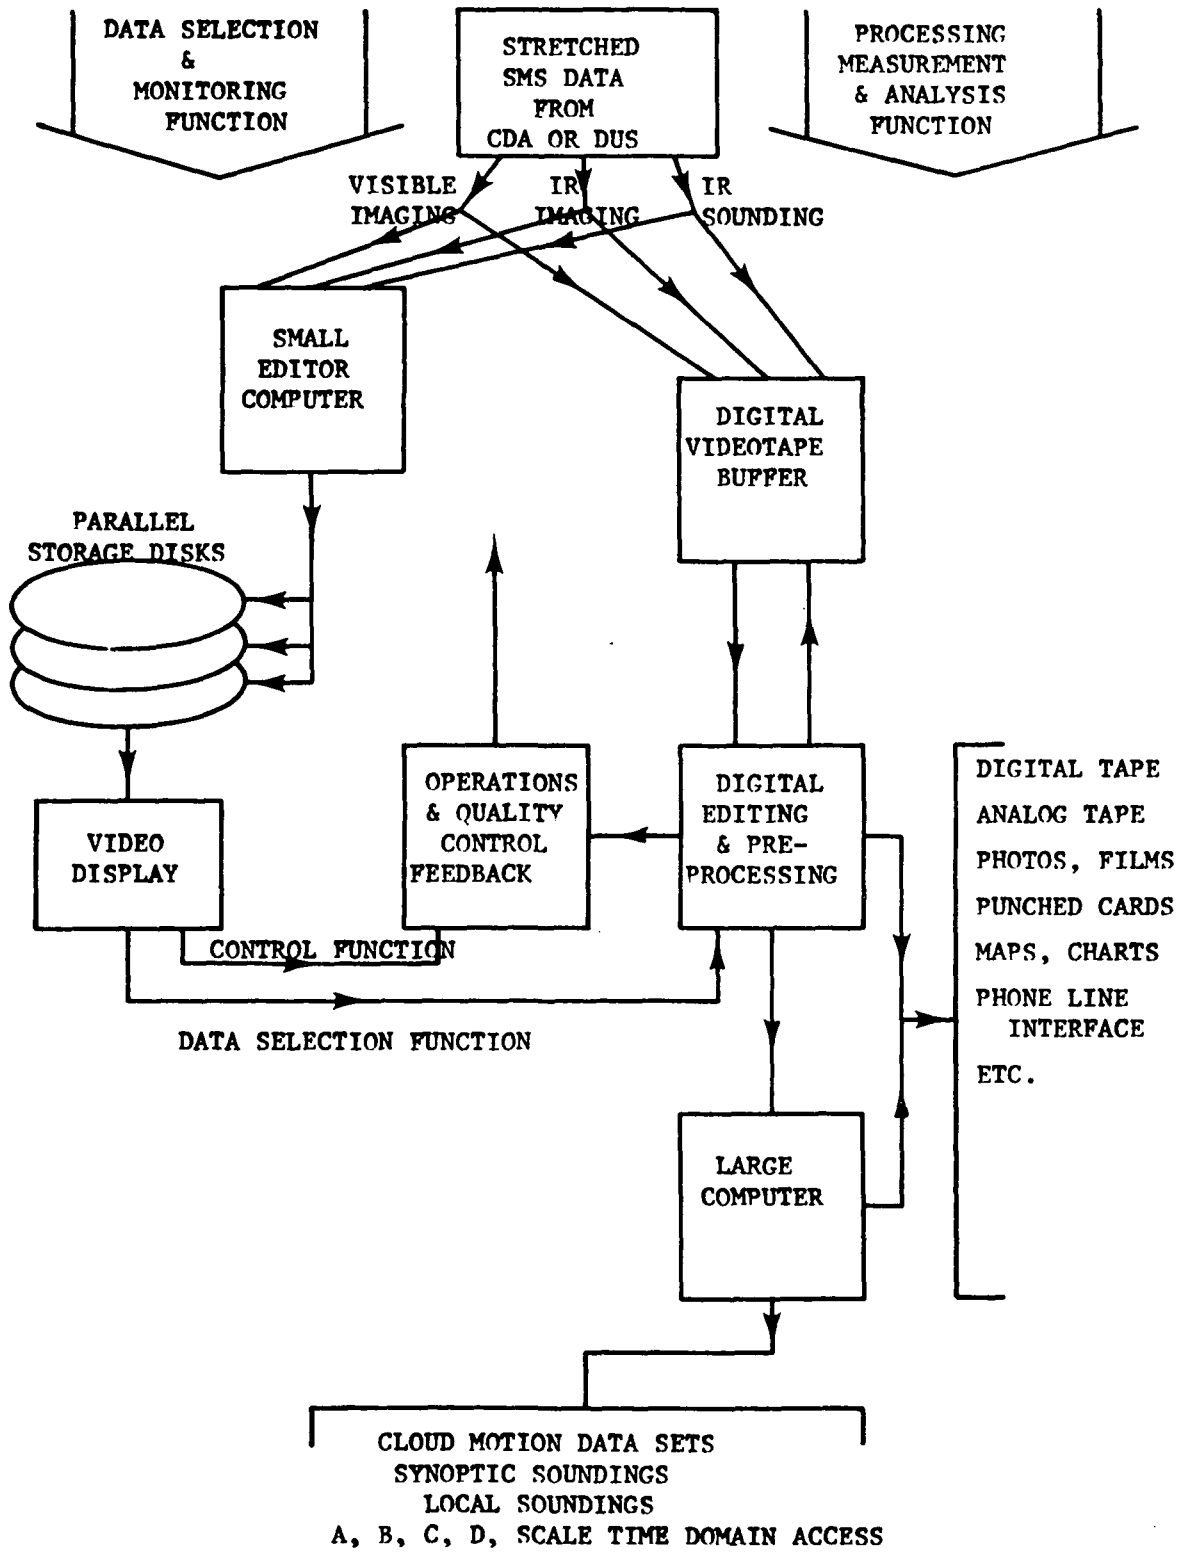 DATA SELECTION
&
MONITORING
FUNCTION
STRETCHED
SMS DATA
FROM
CDA OR DUS
PROCESSING
MEASUREMENT
& ANALYSIS
FUNCTION
VISIBLE
IMAGING
IR
IMAGING
IR
SOUNDING
SMALL
EDITOR
COMPUTER
DIGITAL
VIDEOTAPE
BUFFER
PARALLEL
STORAGE DISKS
VIDEO
DISPLAY
OPERATIONS
& QUALITY
CONTROL
FEEDBACK
DIGITAL
EDITING
& PRE-
PROCESSING
DIGITAL TAPE
ANALOG TAPE
PHOTOS, FILMS
PUNCHED CARDS
MAPS, CHARTS
PHONE LINE
INTERFACE
ETC.
CONTROL FUNCTION
DATA SELECTION FUNCTION
LARGE
COMPUTER
CLOUD MOTION DATA SETS
SYNOPTIC SOUNDINGS
LOCAL SOUNDINGS
A, B, C, D, SCALE TIME DOMAIN ACCESS